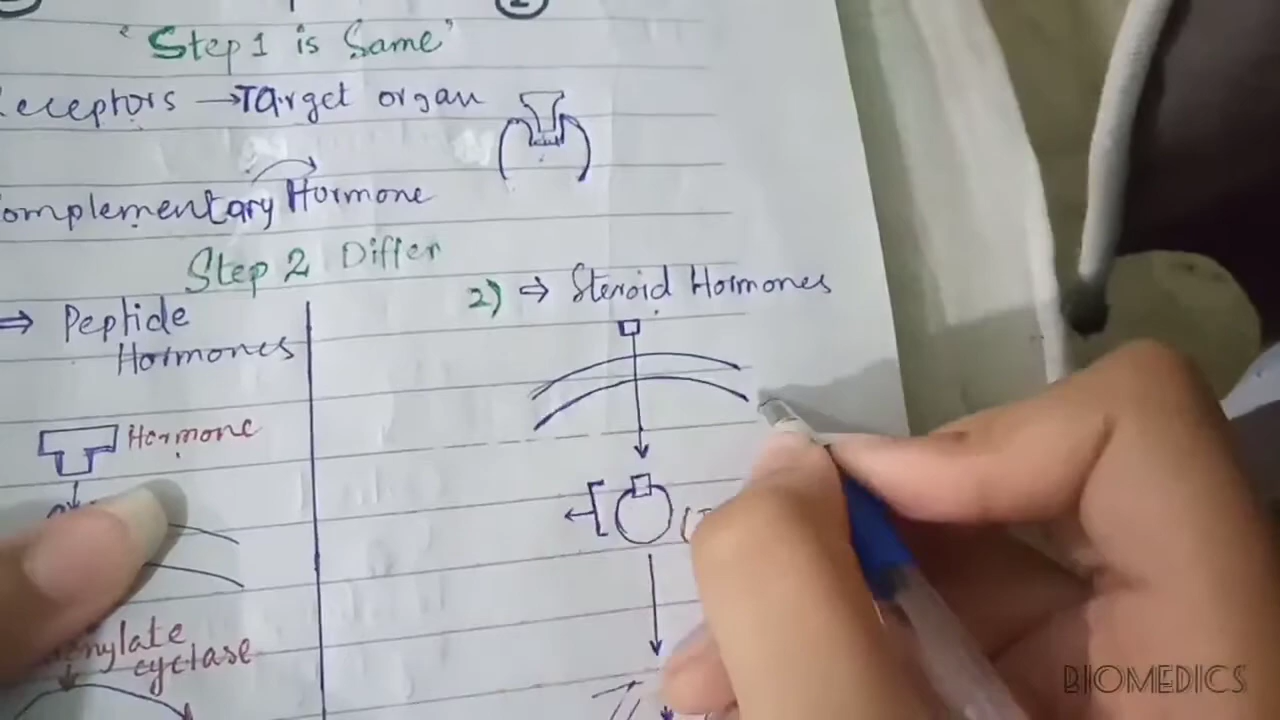 "Step 1 is Same"
Receptors → Target organ
Complementary Hormone
Step 2 Differ
⇒ Peptide
Hormones
2) ⇒ Steroid Hormones
Hormone
cyclase
BIOMEDICS